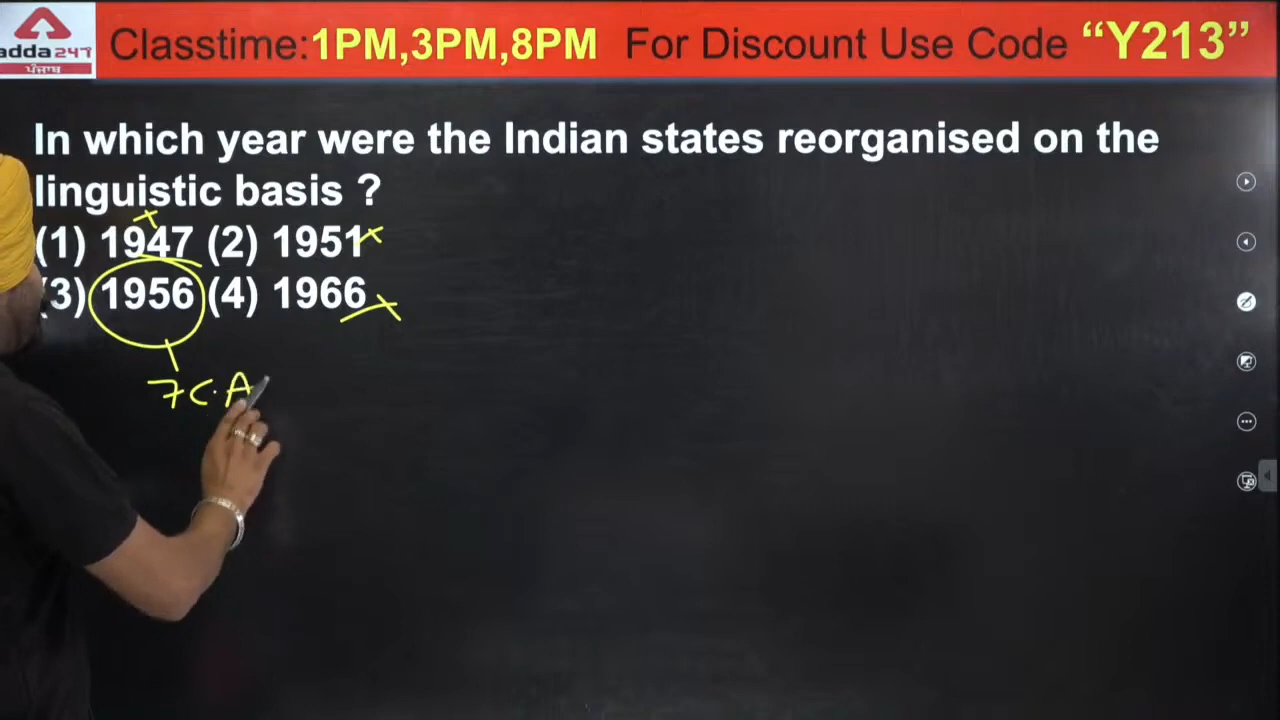 adda247
ਪੰਜਾਬ
Classtime:1PM,3PM,8PM For Discount Use Code “Y213”
In which year were the Indian states reorganised on the
linguistic basis ?
(1) 1947 (2) 1951
(3) 1956 (4) 1966
7 C.A